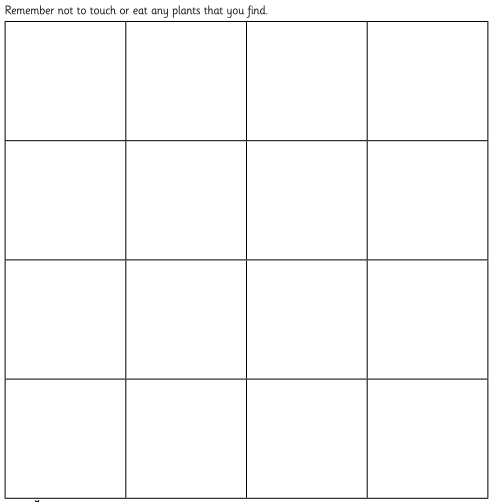 Remember not to touch or eat any plants that you find.